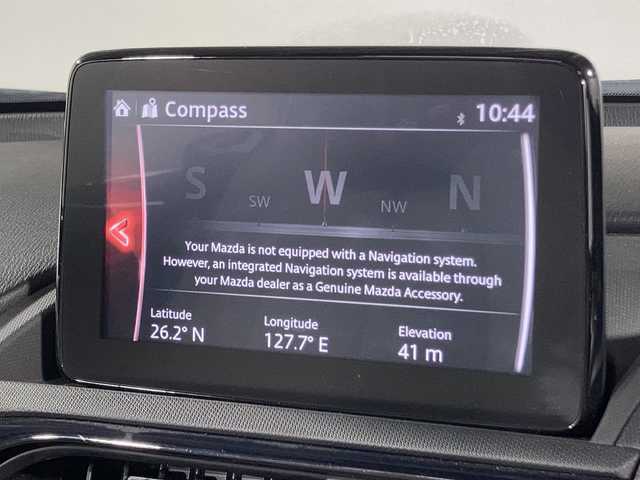 Compass
10:44
S SW W NW N
Your Mazda is not equipped with a Navigation system.
However, an integrated Navigation system is available through
your Mazda dealer as a Genuine Mazda Accessory.
Latitude Longitude Elevation
26.2° N 127.7° E 41 m